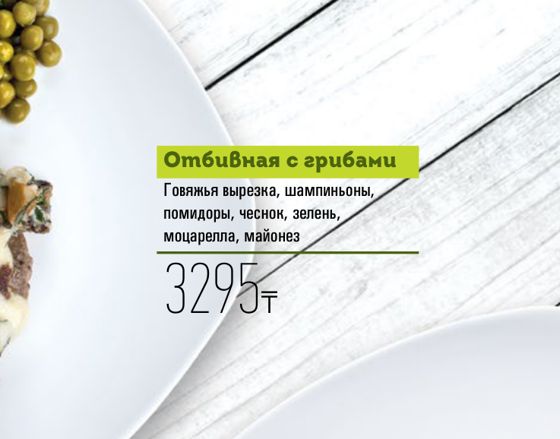 Отбивная с грибами
Говяжья вырезка, шампиньоны,
помидоры, чеснок, зелень,
моцарелла, майонез
3295₸